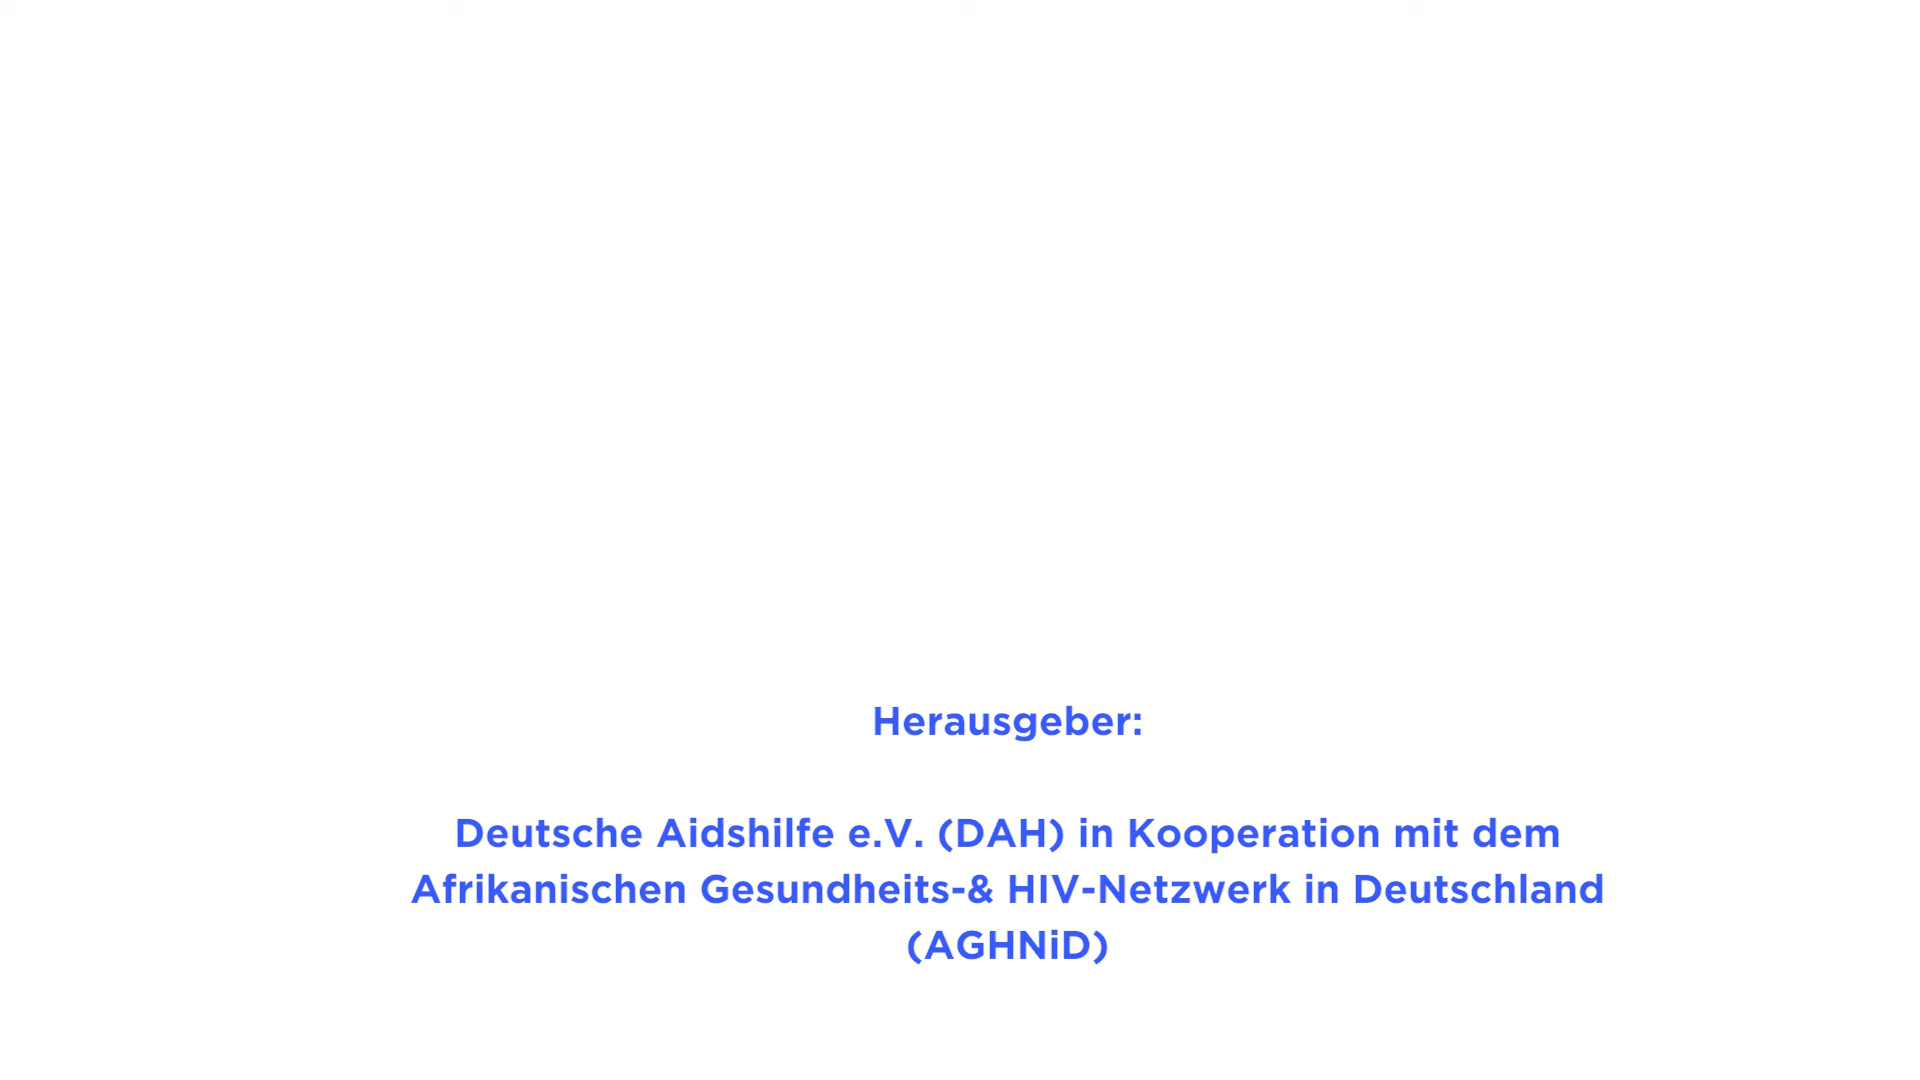 Herausgeber:
Deutsche Aidshilfe e.V. (DAH) in Kooperation mit dem
Afrikanischen Gesundheits-& HIV-Netzwerk in Deutschland
(AGHNiD)